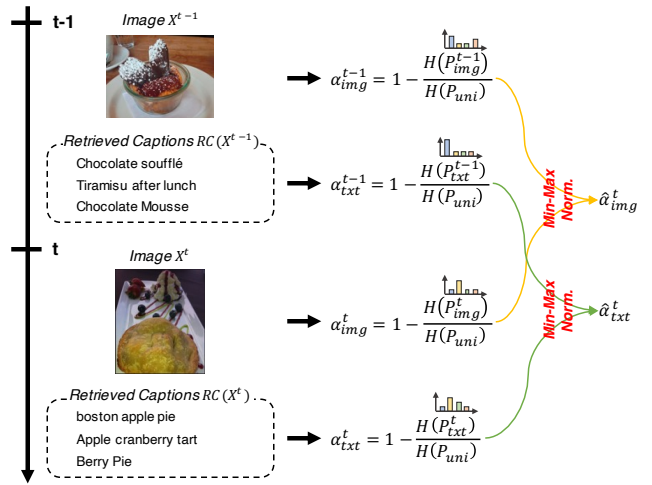 t-1
Image X^{t-1}
α_{img}^{t-1} = 1 - H(P_{img}^{t-1}) / H(P_{uni})
Retrieved Captions RC(X^{t-1})
Chocolate soufflé
Tiramisu after lunch
Chocolate Mousse
α_{txt}^{t-1} = 1 - H(P_{txt}^{t-1}) / H(P_{uni})
Min-Max
Norm.
α̂_{img}^{t}
t
Image X^{t}
α_{img}^{t} = 1 - H(P_{img}^{t}) / H(P_{uni})
Min-Max
Norm.
α̂_{txt}^{t}
Retrieved Captions RC(X^{t})
boston apple pie
Apple cranberry tart
Berry Pie
α_{txt}^{t} = 1 - H(P_{txt}^{t}) / H(P_{uni})